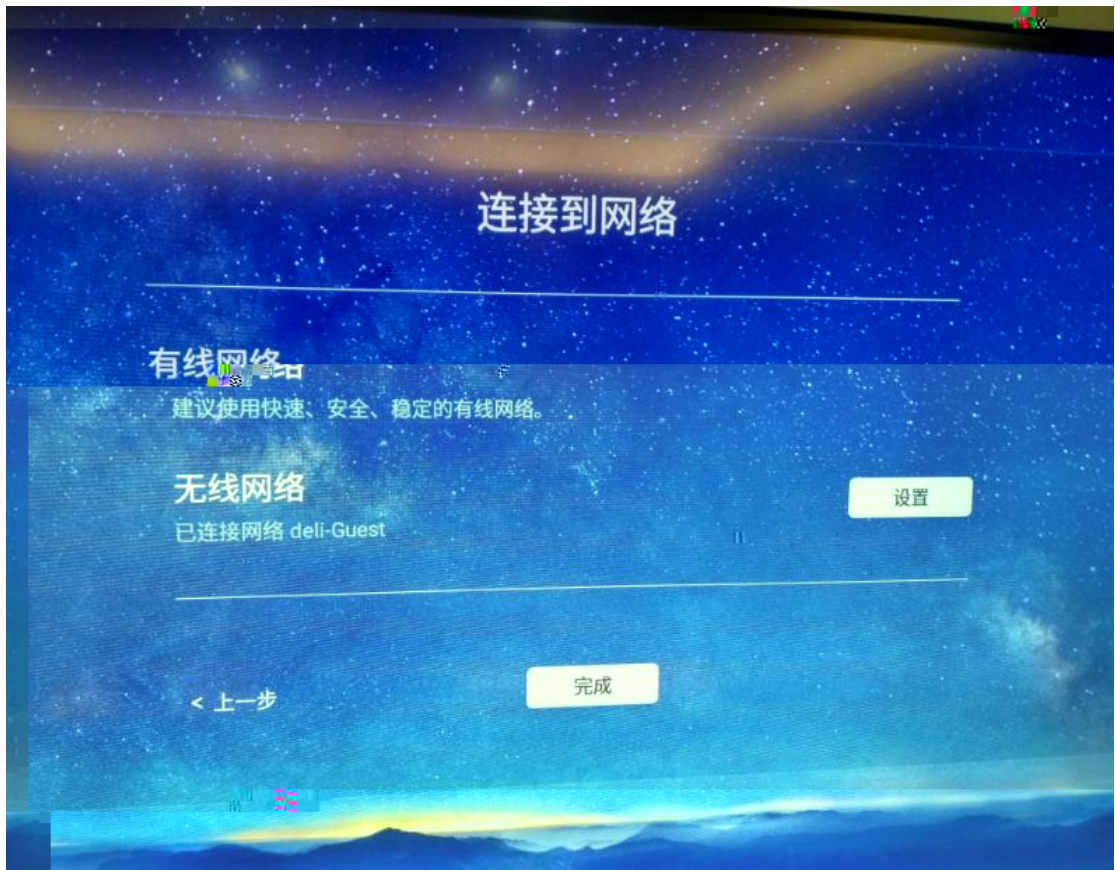 连接到网络
有线网络
建议使用快速、安全、稳定的有线网络。
无线网络
设置
已连接网络 deli-Guest
< 上一步
完成